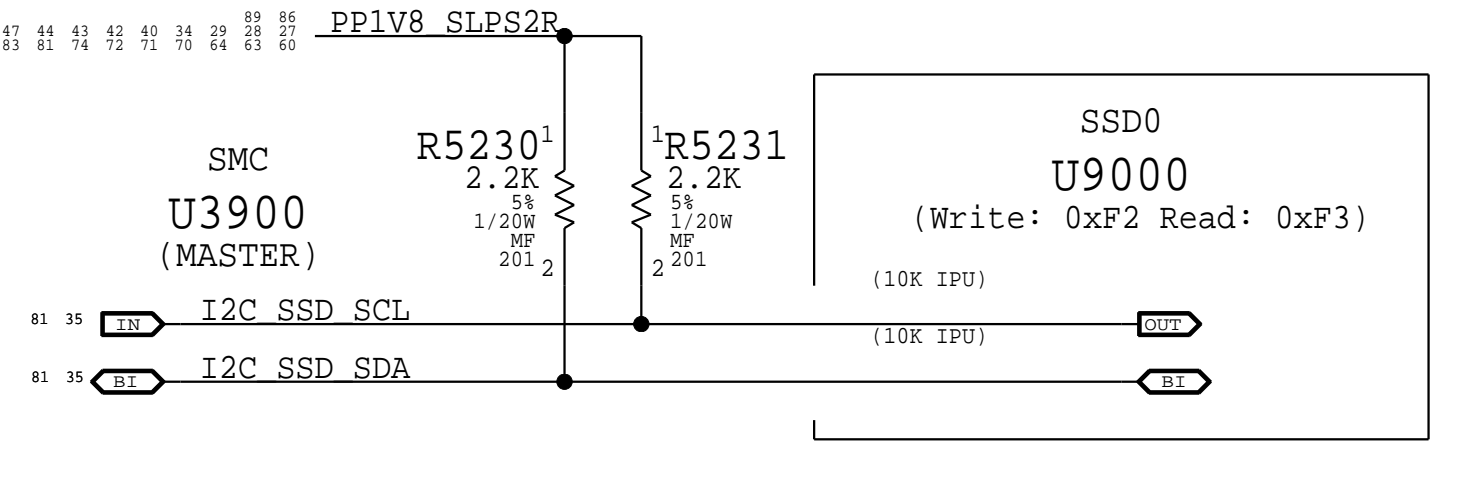 89 86
47 44 43 42 40 34 29 28 27
83 81 74 72 71 70 64 63 60
PP1V8_SLPS2R
SMC
U3900
(MASTER)
R5230 1
2.2K
5%
1/20W
MF
201 2
1 R5231
2.2K
5%
1/20W
MF
2 201
SSD0
U9000
(Write: 0xF2 Read: 0xF3)
(10K IPU)
81 35 IN I2C_SSD_SCL OUT
(10K IPU)
81 35 BI I2C_SSD_SDA BI